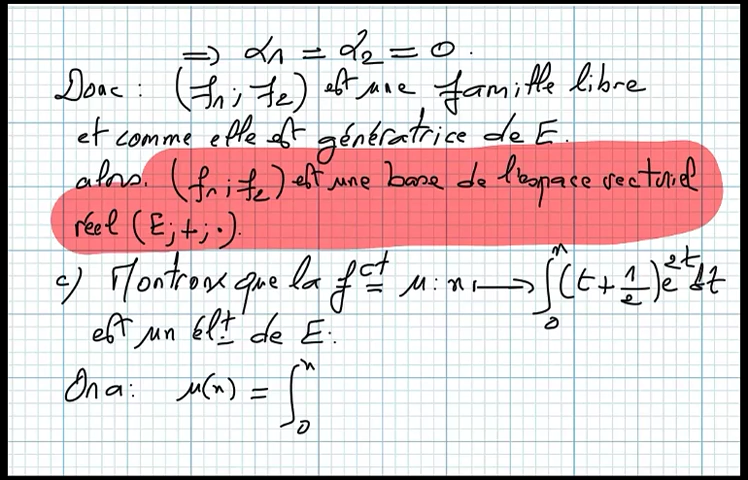 ⟹ α1 = α2 = 0.
Donc : (f1 ; f2) est une famille libre
et comme elle est génératrice de E.
alors. (f1 ; f2) est une base de l'espace vectoriel
réel (E ; + ; ·).
c) Montrons que la fct u : x ⟼ ∫₀ˣ (t + 1/2) e^{2t} dt
est un élt de E :
On a : u(x) = ∫₀ˣ